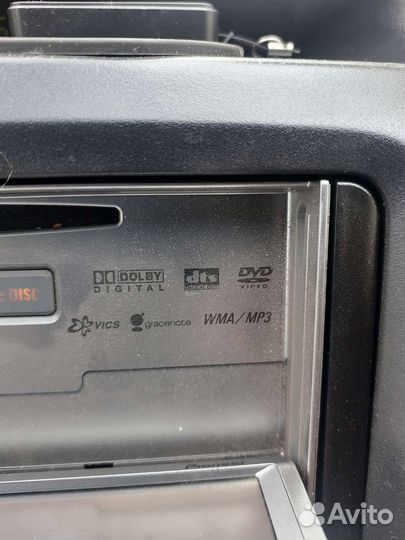 DOLBY dts DVD
DIGITAL VIDEO
DISC
VICS gracenote WMA/MP3
Avito